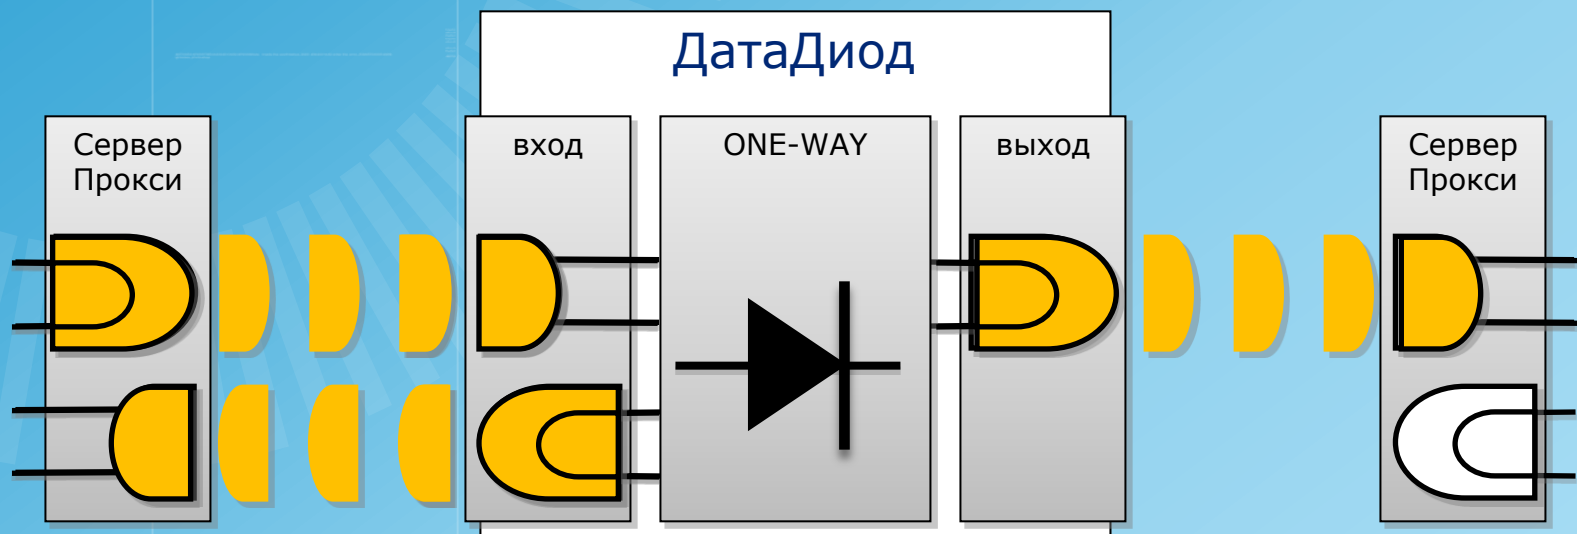 ДатаДиод
Сервер
Прокси
вход
ONE-WAY
выход
Сервер
Прокси